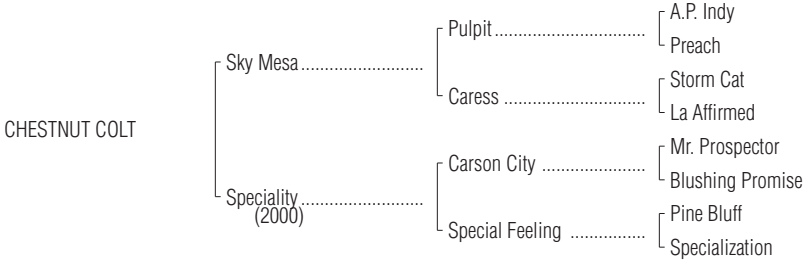 A.P. Indy
Pulpit..............................
Preach
Sky Mesa........................
Storm Cat
Caress ............................
La Affirmed
CHESTNUT COLT
Mr. Prospector
Carson City .....................
Blushing Promise
Speciality........................
(2000)
Pine Bluff
Special Feeling ...............
Specialization